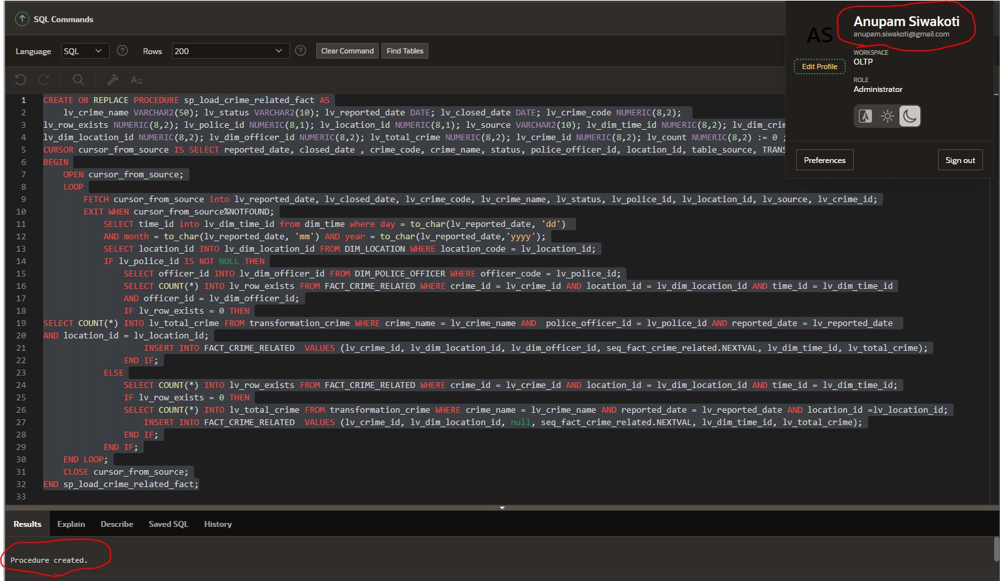 SQL Commands
Anupam Siwakoti
AS
anupam.siwakoti@gmail.com
WORKSPACE
OLTP
Edit Profile
ROLE
Administrator
Preferences
Sign out
Language SQL Rows 200 Clear Command Find Tables
1 CREATE OR REPLACE PROCEDURE sp_load_crime_related_fact AS
2 lv_crime_name VARCHAR2(50); lv_status VARCHAR2(10); lv_reported_date DATE; lv_closed_date DATE; lv_crime_code NUMERIC(8,2);
3 lv_row_exists NUMERIC(8,2); lv_police_id NUMERIC(8,1); lv_location_id NUMERIC(8,1); lv_source VARCHAR2(10); lv_dim_time_id NUMERIC(8,2); lv_dim_crim
4 lv_dim_location_id NUMERIC(8,2); lv_dim_officer_id NUMERIC(8,2); lv_total_crime NUMERIC(8,2); lv_crime_id NUMERIC(8,2); lv_count NUMERIC(8,2) := 0 ;
5 CURSOR cursor_from_source IS SELECT reported_date, closed_date , crime_code, crime_name, status, police_officer_id, location_id, table_source, TRANS
6 BEGIN
7 OPEN cursor_from_source;
8 LOOP
9 FETCH cursor_from_source into lv_reported_date, lv_closed_date, lv_crime_code, lv_crime_name, lv_status, lv_police_id, lv_location_id, lv_source, lv_crime_id;
10 EXIT WHEN cursor_from_source%NOTFOUND;
11 SELECT time_id into lv_dim_time_id from dim_time where day = to_char(lv_reported_date, 'dd')
12 AND month = to_char(lv_reported_date, 'mm') AND year = to_char(lv_reported_date,'yyyy');
13 SELECT location_id INTO lv_dim_location_id FROM DIM_LOCATION WHERE location_code = lv_location_id;
14 IF lv_police_id IS NOT NULL THEN
15 SELECT officer_id INTO lv_dim_officer_id FROM DIM_POLICE_OFFICER WHERE officer_code = lv_police_id;
16 SELECT COUNT(*) INTO lv_row_exists FROM FACT_CRIME_RELATED WHERE crime_id = lv_crime_id AND location_id = lv_dim_location_id AND time_id = lv_dim_time_id
17 AND officer_id = lv_dim_officer_id;
18 IF lv_row_exists = 0 THEN
19 SELECT COUNT(*) INTO lv_total_crime FROM transformation_crime WHERE crime_name = lv_crime_name AND  police_officer_id = lv_police_id AND reported_date = lv_reported_date
20 AND location_id = lv_location_id;
21 INSERT INTO FACT_CRIME_RELATED  VALUES (lv_crime_id, lv_dim_location_id, lv_dim_officer_id, seq_fact_crime_related.NEXTVAL, lv_dim_time_id, lv_total_crime);
22 END IF;
23 ELSE
24 SELECT COUNT(*) INTO lv_row_exists FROM FACT_CRIME_RELATED WHERE crime_id = lv_crime_id AND location_id = lv_dim_location_id AND time_id = lv_dim_time_id;
25 IF lv_row_exists = 0 THEN
26 SELECT COUNT(*) INTO lv_total_crime FROM transformation_crime WHERE crime_name = lv_crime_name AND reported_date = lv_reported_date AND location_id =lv_location_id;
27 INSERT INTO FACT_CRIME_RELATED  VALUES (lv_crime_id, lv_dim_location_id, null, seq_fact_crime_related.NEXTVAL, lv_dim_time_id, lv_total_crime);
28 END IF;
29 END IF;
30 END LOOP;
31 CLOSE cursor_from_source;
32 END sp_load_crime_related_fact;
33
Results Explain Describe Saved SQL History
Procedure created.